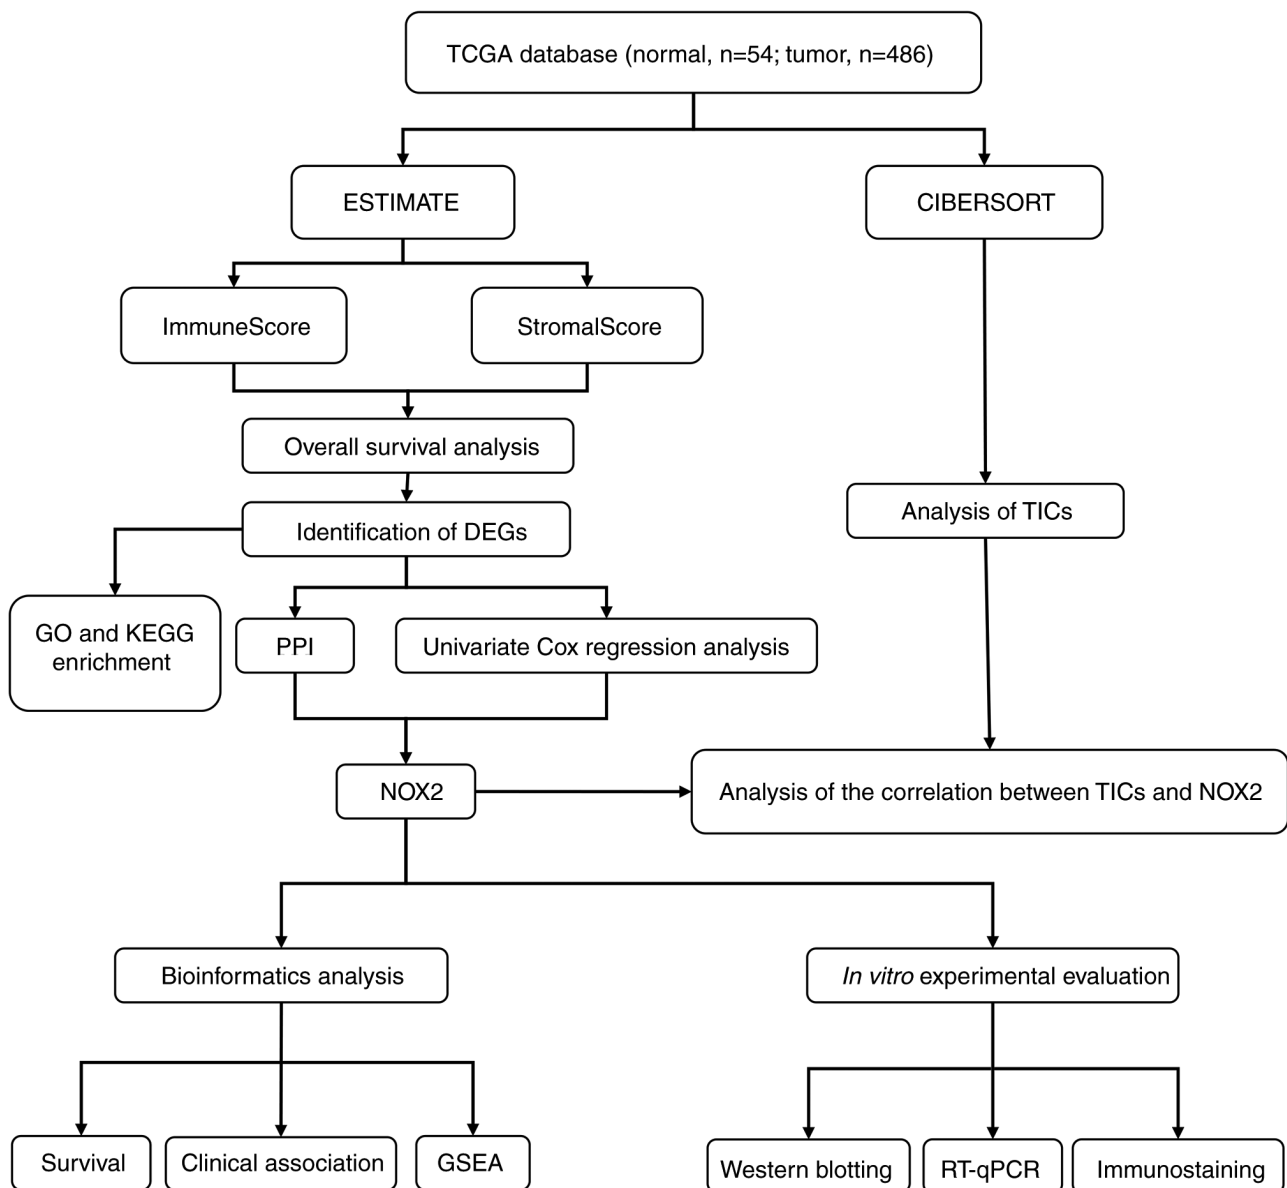 TCGA database (normal, n=54; tumor, n=486)
ESTIMATE
CIBERSORT
ImmuneScore
StromalScore
Overall survival analysis
Analysis of TICs
Identification of DEGs
GO and KEGG
enrichment
PPI
Univariate Cox regression analysis
NOX2
Analysis of the correlation between TICs and NOX2
Bioinformatics analysis
In vitro experimental evaluation
Survival
Clinical association
GSEA
Western blotting
RT-qPCR
Immunostaining